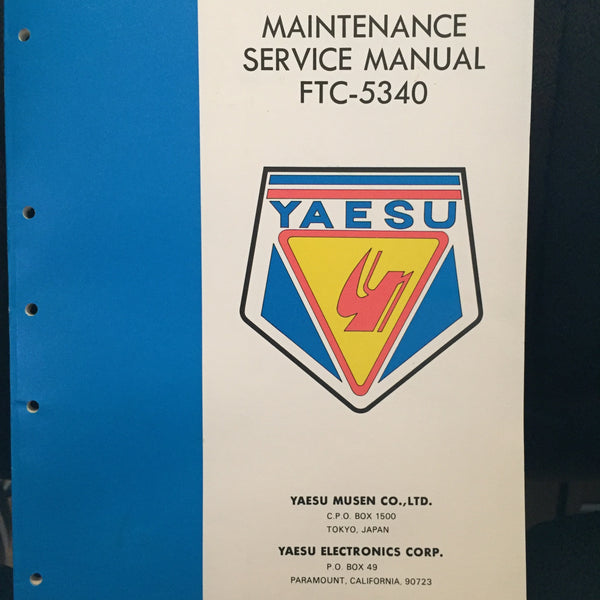 MAINTENANCE
SERVICE MANUAL
FTC-5340
YAESU
YAESU MUSEN CO.,LTD.
C.P.O. BOX 1500
TOKYO, JAPAN
YAESU ELECTRONICS CORP.
P.O. BOX 49
PARAMOUNT, CALIFORNIA, 90723